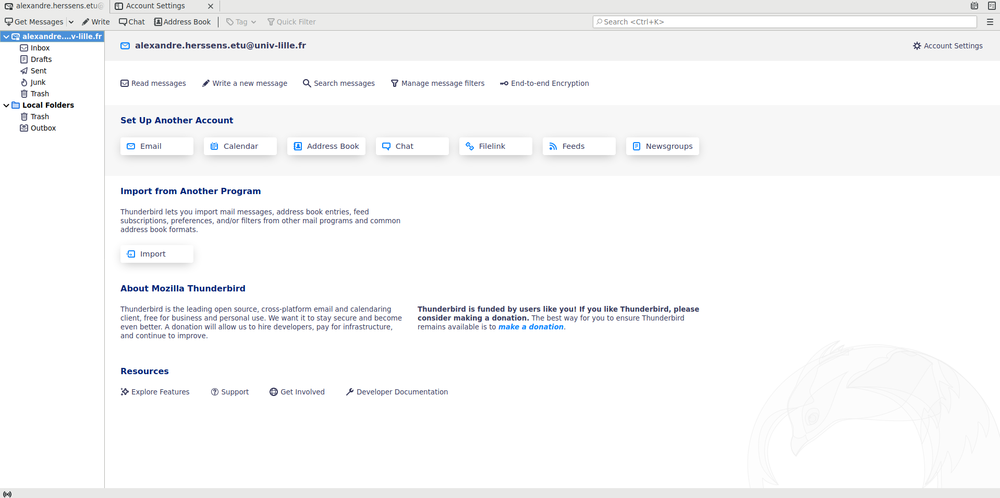 alexandre.herssens.etu@
Account Settings
Get Messages
Write
Chat
Address Book
Tag
Quick Filter
Search <Ctrl+K>
alexandre....v-lille.fr
Inbox
Drafts
Sent
Junk
Trash
Local Folders
Trash
Outbox
alexandre.herssens.etu@univ-lille.fr
Account Settings
Read messages
Write a new message
Search messages
Manage message filters
End-to-end Encryption
Set Up Another Account
Email
Calendar
Address Book
Chat
Filelink
Feeds
Newsgroups
Import from Another Program
Thunderbird lets you import mail messages, address book entries, feed
subscriptions, preferences, and/or filters from other mail programs and common
address book formats.
Import
About Mozilla Thunderbird
Thunderbird is the leading open source, cross-platform email and calendaring
client, free for business and personal use. We want it to stay secure and become
even better. A donation will allow us to hire developers, pay for infrastructure,
and continue to improve.
Thunderbird is funded by users like you! If you like Thunderbird, please
consider making a donation. The best way for you to ensure Thunderbird
remains available is to make a donation.
Resources
Explore Features
Support
Get Involved
Developer Documentation